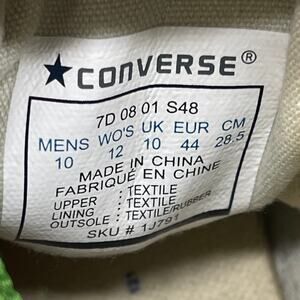 ★ CONVERSE®
7D 08 01 S48
MENS WO'S UK EUR CM
10 12 10 44 28.5
MADE IN CHINA
FABRIQUÉ EN CHINE
UPPER : TEXTILE
LINING : TEXTILE
OUTSOLE : TEXTILE/RUBBER
SKU # 1J791